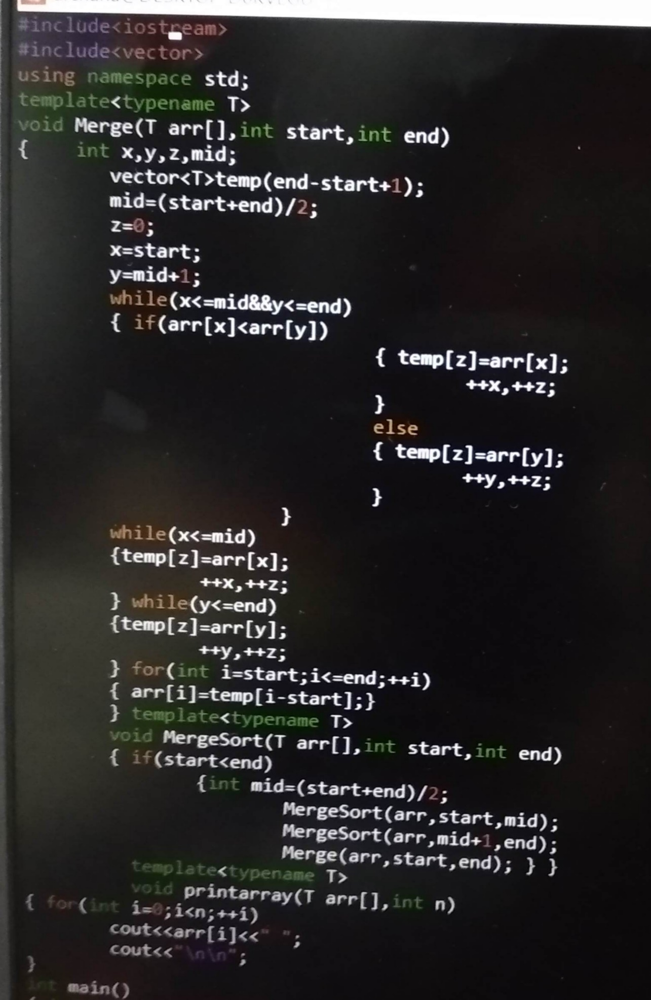 #include<iostream>
#include<vector>
using namespace std;
template<typename T>
void Merge(T arr[],int start,int end)
{ int x,y,z,mid;
vector<T>temp(end-start+1);
mid=(start+end)/2;
z=0;
x=start;
y=mid+1;
while(x<=mid&&y<=end)
{ if(arr[x]<arr[y])
{ temp[z]=arr[x];
++x,++z;
}
else
{ temp[z]=arr[y];
++y,++z;
}
}
while(x<=mid)
{temp[z]=arr[x];
++x,++z;
} while(y<=end)
{temp[z]=arr[y];
++y,++z;
} for(int i=start;i<=end;++i)
{ arr[i]=temp[i-start];}
} template<typename T>
void MergeSort(T arr[],int start,int end)
{ if(start<end)
{int mid=(start+end)/2;
MergeSort(arr,start,mid);
MergeSort(arr,mid+1,end);
Merge(arr,start,end); } }
template<typename T>
void printarray(T arr[],int n)
{ for(int i=0;i<n;++i)
cout<<arr[i]<<" ";
cout<<"\n\n";
}
int main()